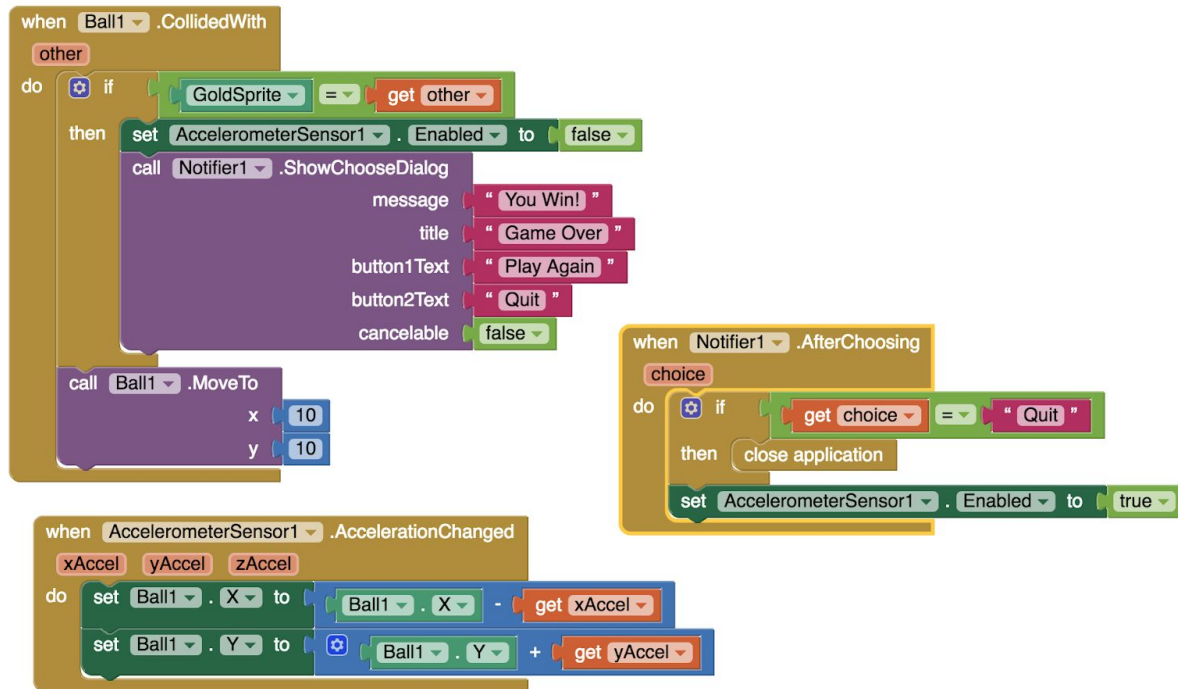 when Ball1 .CollidedWith
other
do if GoldSprite = get other
then set AccelerometerSensor1 . Enabled to false
call Notifier1 .ShowChooseDialog
message " You Win! "
title " Game Over "
button1Text " Play Again "
button2Text " Quit "
cancelable false
call Ball1 .MoveTo
x 10
y 10
when Notifier1 .AfterChoosing
choice
do if get choice = " Quit "
then close application
set AccelerometerSensor1 . Enabled to true
when AccelerometerSensor1 .AccelerationChanged
xAccel yAccel zAccel
do set Ball1 . X to Ball1 . X - get xAccel
set Ball1 . Y to Ball1 . Y + get yAccel